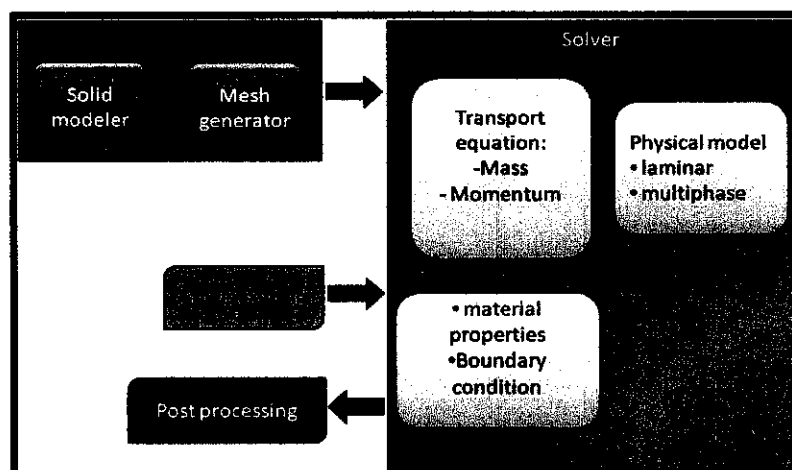 Solver
Solid
modeler
Mesh
generator
Transport
equation:
-Mass
- Momentum
Physical model
• laminar
• multiphase
• material
properties
•Boundary
condition
Post processing